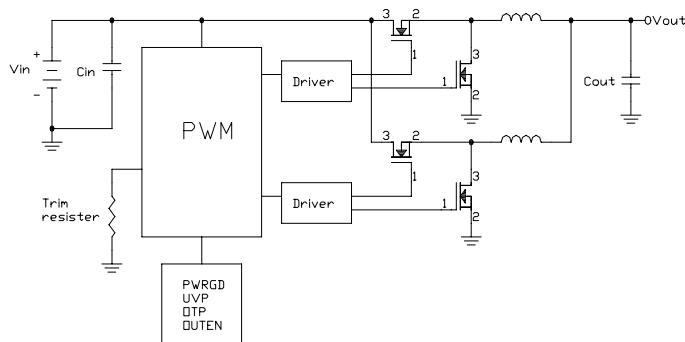 3 2
OVout
+
Vin
-
Cin
1
3
Driver
1
2
Cout
PWM
3 2
1
3
Trim
resister
Driver
1
2
PWRGD
UVP
OTP
OUTEN